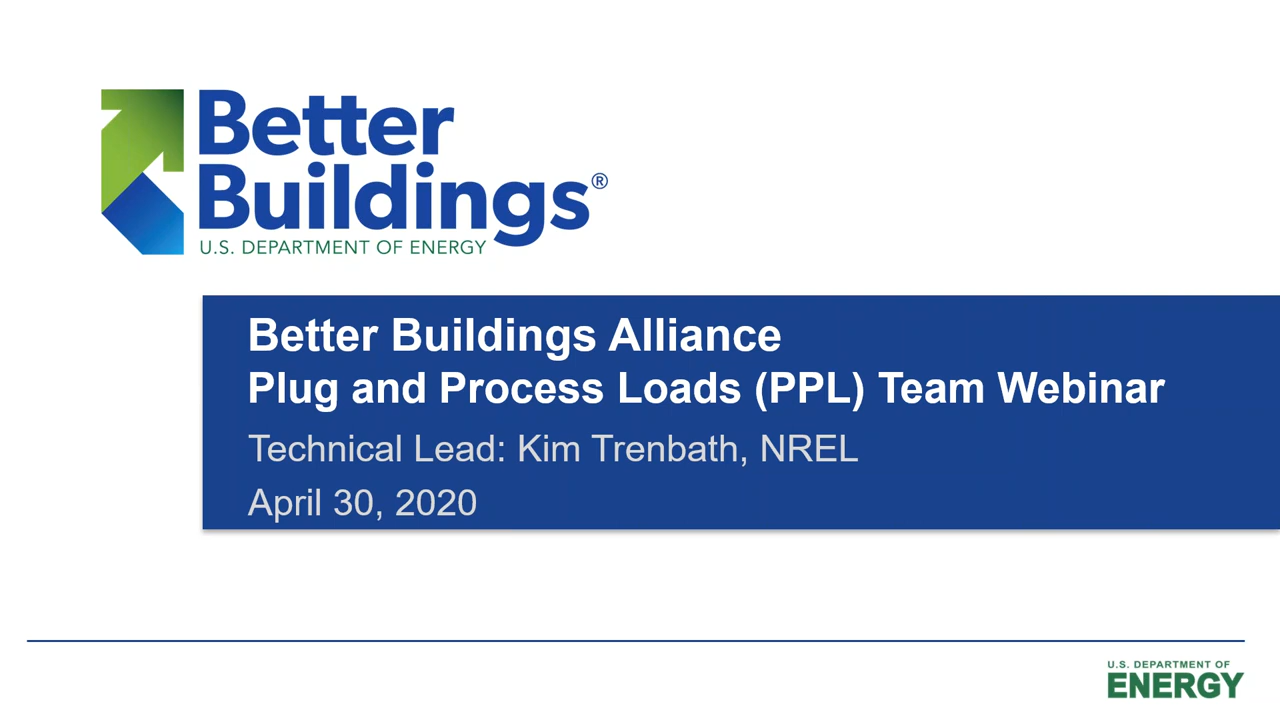 Better
Buildings®
U.S. DEPARTMENT OF ENERGY
Better Buildings Alliance
Plug and Process Loads (PPL) Team Webinar
Technical Lead: Kim Trenbath, NREL
April 30, 2020
U.S. DEPARTMENT OF
ENERGY